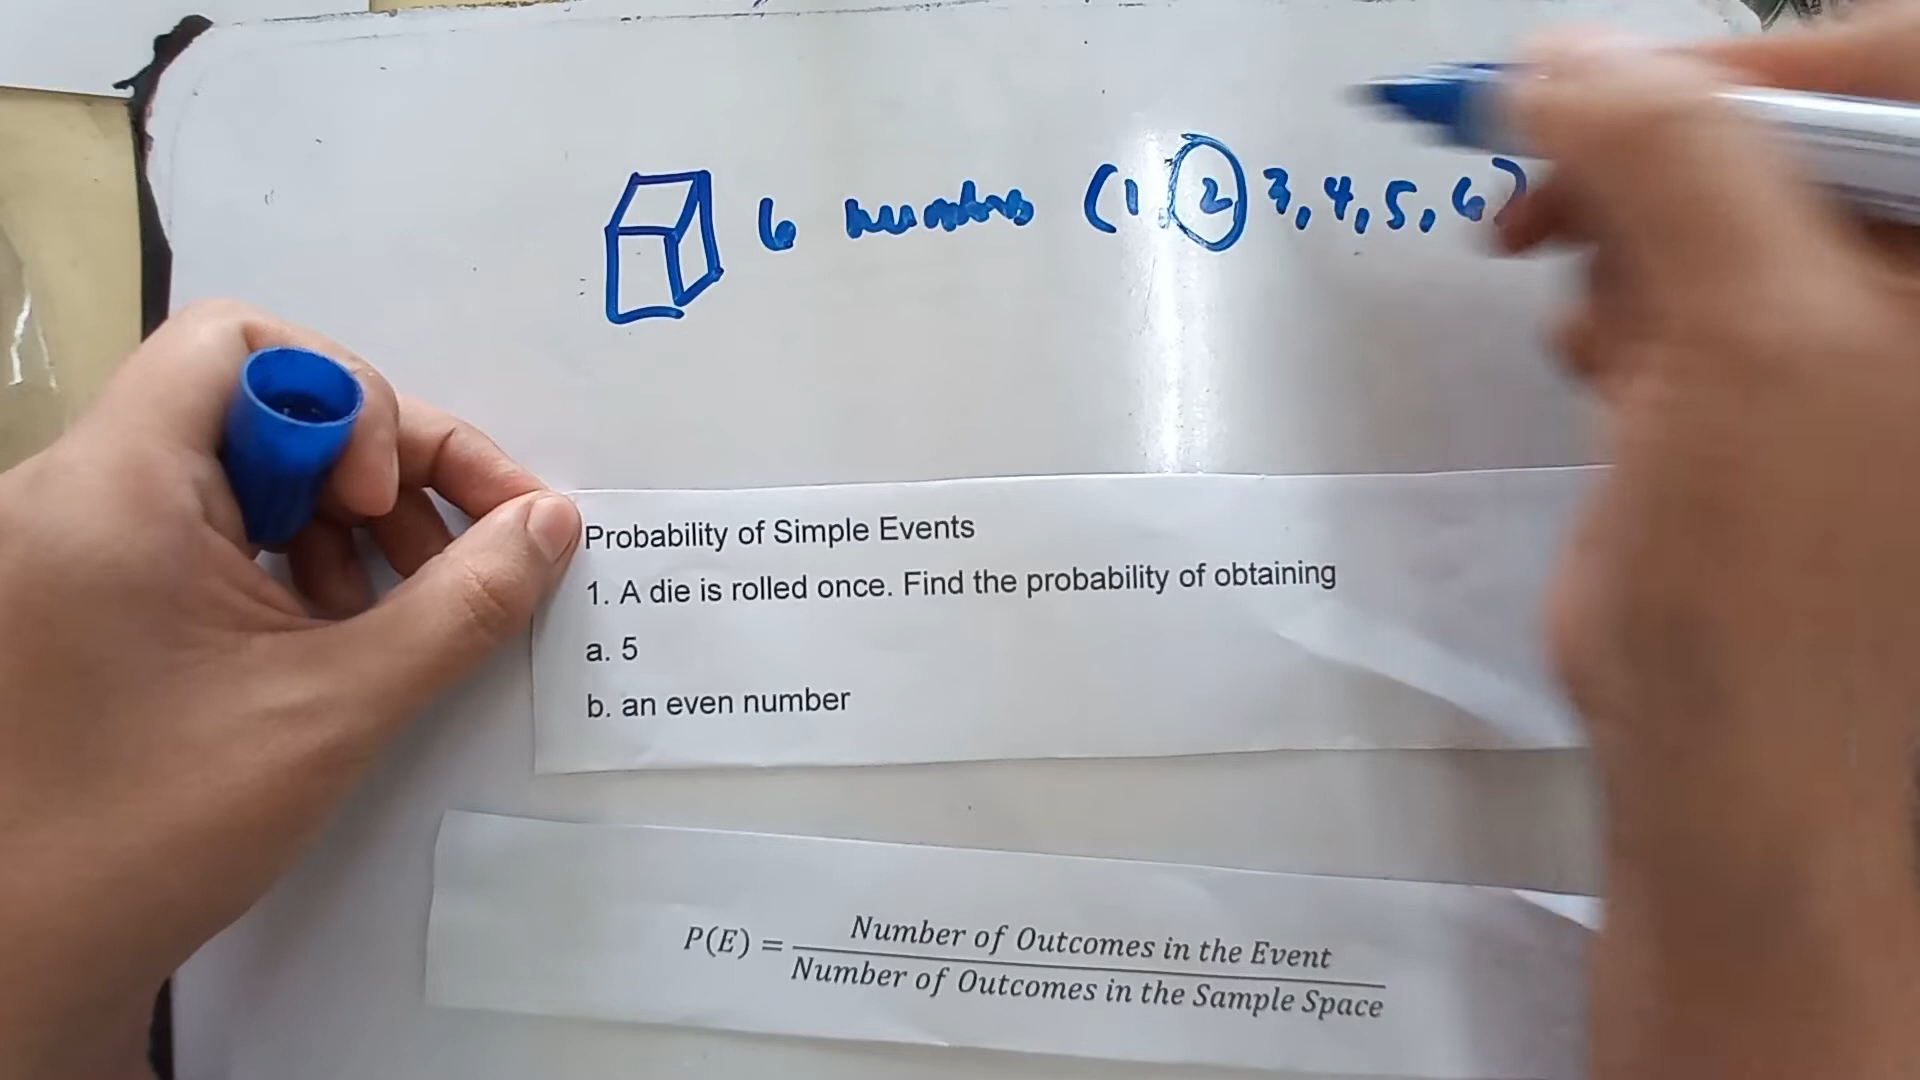 6 numbers (1, 2, 3, 4, 5, 6)
Probability of Simple Events
1. A die is rolled once. Find the probability of obtaining
a. 5
b. an even number
P(E) = Number of Outcomes in the Event
Number of Outcomes in the Sample Space